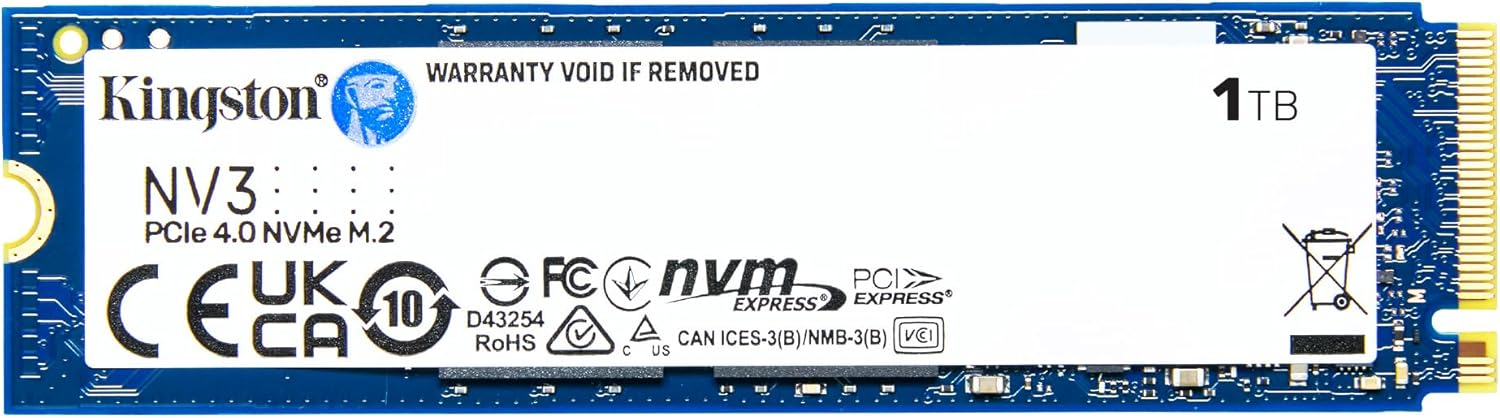 Kingston®
WARRANTY VOID IF REMOVED
1TB
NV3
PCIe 4.0 NVMe M.2
CE
UK
CA
10
FC
nvm
EXPRESS®
PCI
EXPRESS®
D43254
RoHS
C US
CAN ICES-3(B)/NMB-3(B)
VCI
M